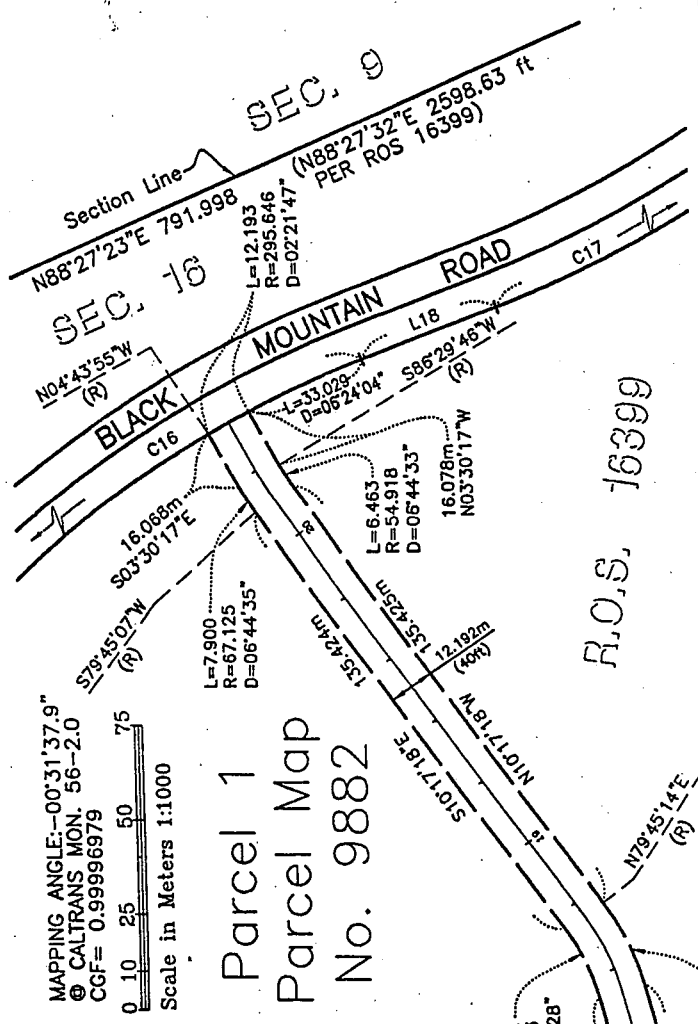 SEC. 9
Section Line
(N88°27'32"E 2598.63 ft
PER ROS 16399)
N88°27'23"E 791.998
SEC. 16
L=12.193
R=295.646
D=02°21'47"
N04°43'55"W
(R)
BLACK MOUNTAIN ROAD
C16
L18
C17
L=33.029
D=06°24'04"
S86°29'46"W
(R)
16.068m
S03°30'17"E
16.078m
N03°30'17"W
L=6.463
R=54.918
D=06°44'33"
S79°45'07"W
(R)
L=7.900
R=67.125
D=06°44'35"
135.424m
135.425m
12.192m
(40ft)
S10°17'18"E
N10°17'18"W
R.O.S. 16399
N79°45'14"E
(R)
MAPPING ANGLE:-00°31'37.9"
@ CALTRANS MON. 56-2.0
CGF= 0.99996979
0 10 25 50 75
Scale in Meters 1:1000
Parcel 1
Parcel Map
No. 9882
28"